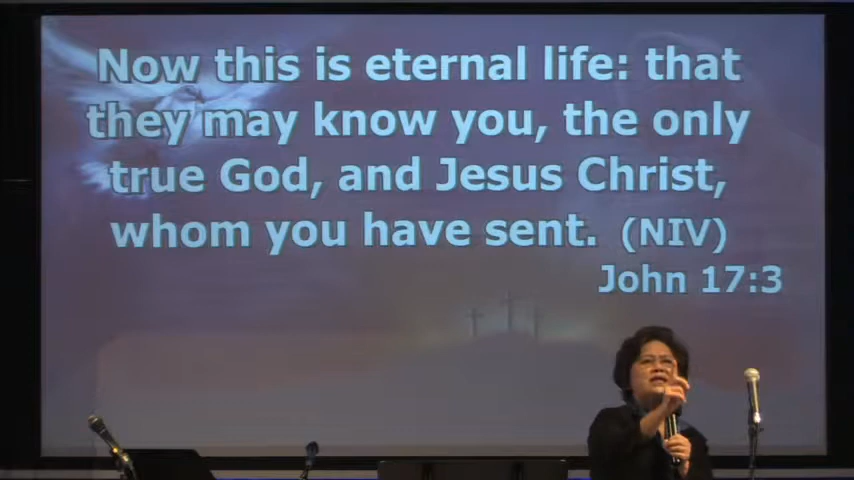 Now this is eternal life: that
they may know you, the only
true God, and Jesus Christ,
whom you have sent. (NIV)
John 17:3